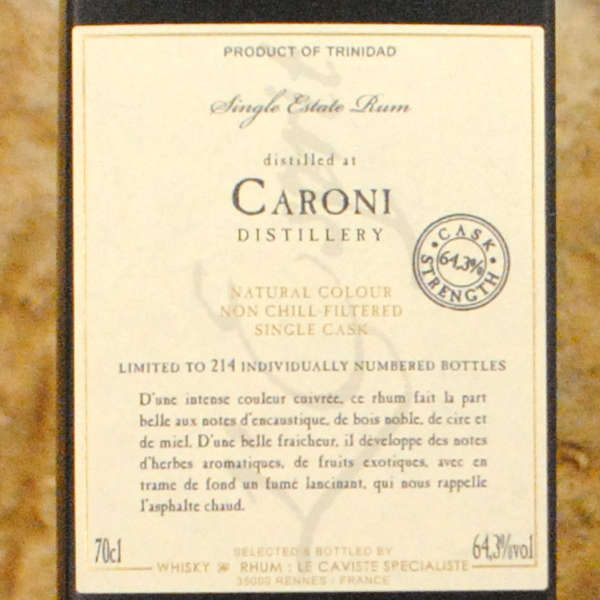 PRODUCT OF TRINIDAD
Single Estate Rum
distilled at
CARONI
DISTILLERY
CASK
64,3%
STRENGTH
NATURAL COLOUR
NON CHILL-FILTERED
SINGLE CASK
LIMITED TO 214 INDIVIDUALLY NUMBERED BOTTLES
D'une intense couleur cuivrée, ce rhum fait la part
belle aux notes d'encaustique, de bois noble, de cire et
de miel. D'une belle fraîcheur, il développe des notes
d'herbes aromatiques, de fruits exotiques, avec en
trame de fond un fumé lancinant, qui nous rappelle
l'asphalte chaud.
70cl
SELECTED & BOTTLED BY
64,3%vol
WHISKY & RHUM : LE CAVISTE SPECIALISTE
35000 RENNES - FRANCE